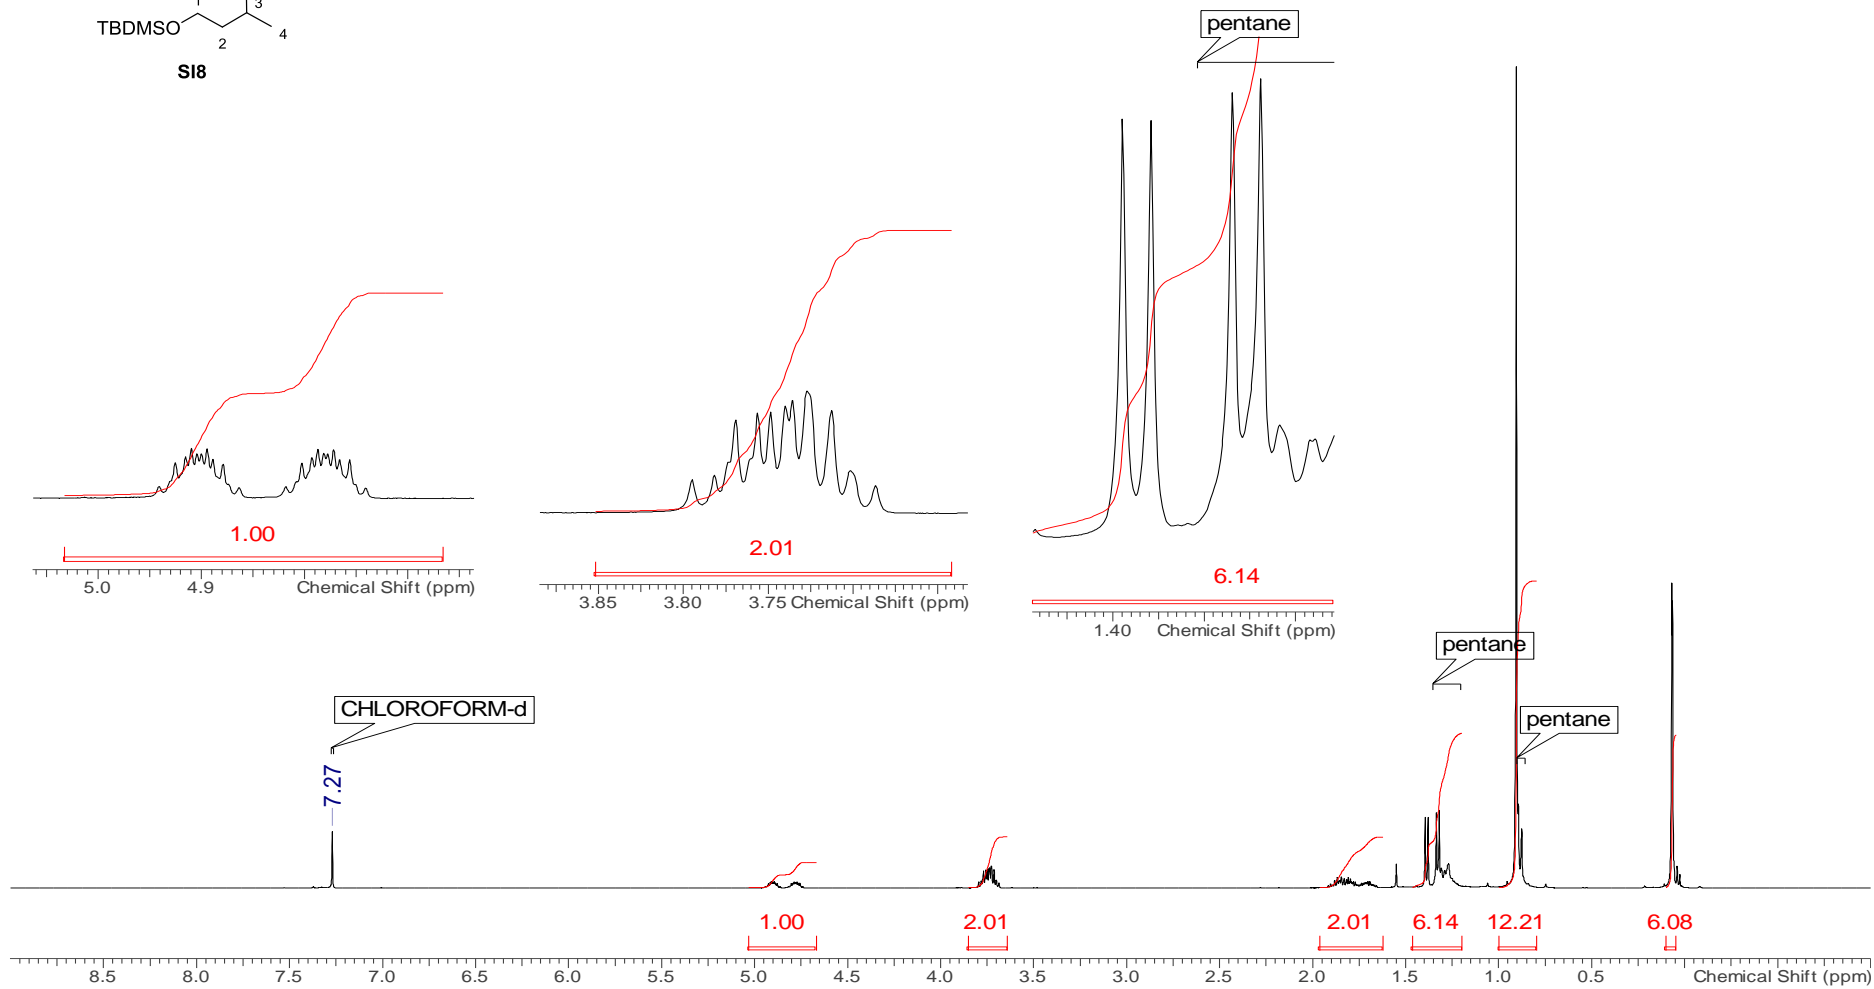 1
3
TBDMSO
2
4
SI8
pentane
1.00
5.0 4.9 Chemical Shift (ppm)
2.01
3.85 3.80 3.75 Chemical Shift (ppm)
6.14
1.40 Chemical Shift (ppm)
pentane
CHLOROFORM-d
pentane
7.27
1.00 2.01 2.01 6.14 12.21 6.08
8.5 8.0 7.5 7.0 6.5 6.0 5.5 5.0 4.5 4.0 3.5 3.0 2.5 2.0 1.5 1.0 0.5 Chemical Shift (ppm)